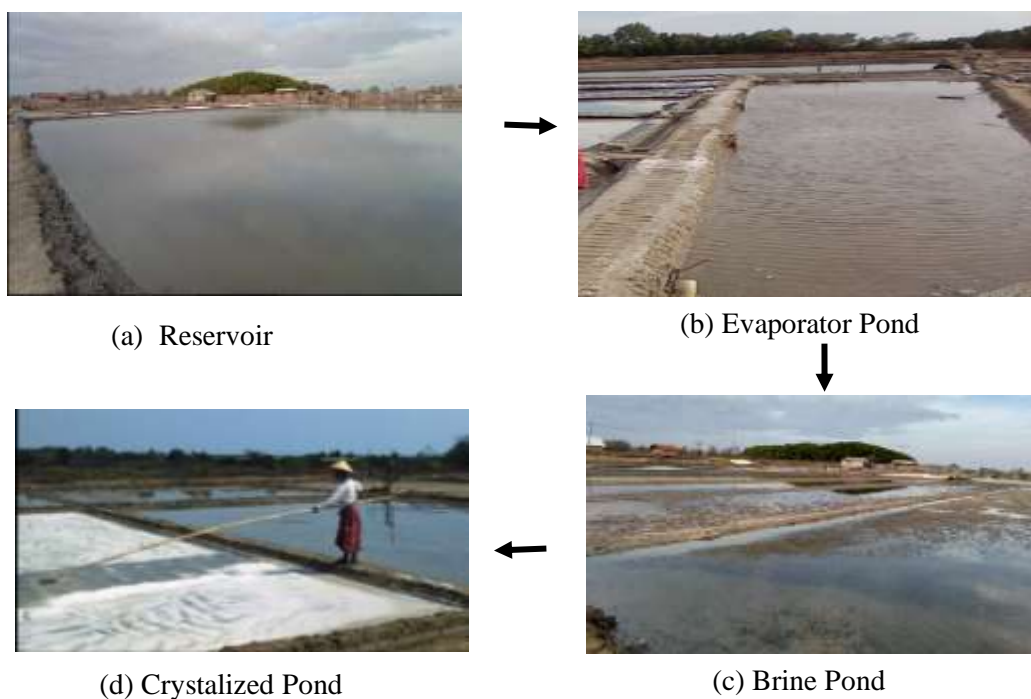 (a) Reservoir
(b) Evaporator Pond
(d) Crystalized Pond
(c) Brine Pond